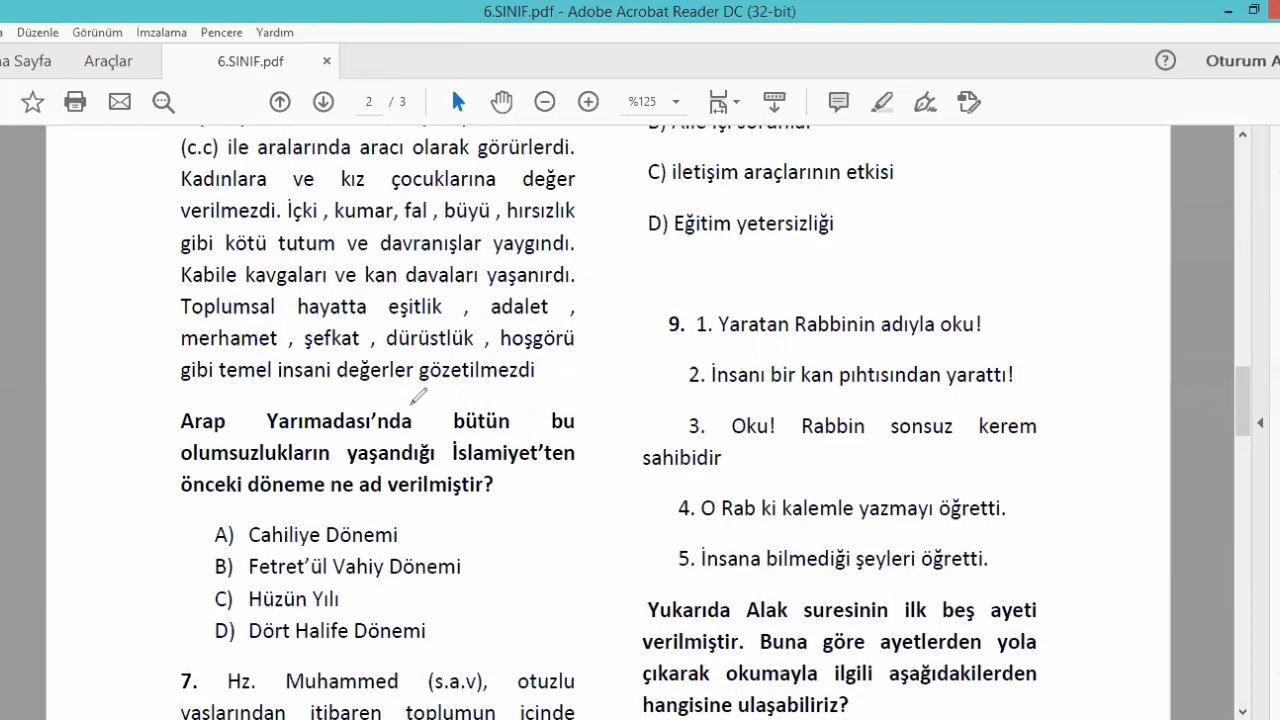 6.SINIF.pdf - Adobe Acrobat Reader DC (32-bit)
Düzenle Görünüm İmzalama Pencere Yardım
Sayfa Araçlar 6.SINIF.pdf × ? Oturum
2 / 3 %125
(c.c) ile aralarında aracı olarak görürlerdi.
Kadınlara ve kız çocuklarına değer
verilmezdi. İçki , kumar, fal , büyü , hırsızlık
gibi kötü tutum ve davranışlar yaygındı.
Kabile kavgaları ve kan davaları yaşanırdı.
Toplumsal hayatta eşitlik , adalet ,
merhamet , şefkat , dürüstlük , hoşgörü
gibi temel insani değerler gözetilmezdi
Arap Yarımadası’nda bütün bu
olumsuzlukların yaşandığı İslamiyet’ten
önceki döneme ne ad verilmiştir?
A) Cahiliye Dönemi
B) Fetret’ül Vahiy Dönemi
C) Hüzün Yılı
D) Dört Halife Dönemi
7. Hz. Muhammed (s.a.v), otuzlu
yaşlarından itibaren toplumun içinde
C) iletişim araçlarının etkisi
D) Eğitim yetersizliği
9. 1. Yaratan Rabbinin adıyla oku!
2. İnsanı bir kan pıhtısından yarattı!
3. Oku! Rabbin sonsuz kerem
sahibidir
4. O Rab ki kalemle yazmayı öğretti.
5. İnsana bilmediği şeyleri öğretti.
Yukarıda Alak suresinin ilk beş ayeti
verilmiştir. Buna göre ayetlerden yola
çıkarak okumayla ilgili aşağıdakilerden
hangisine ulaşabiliriz?